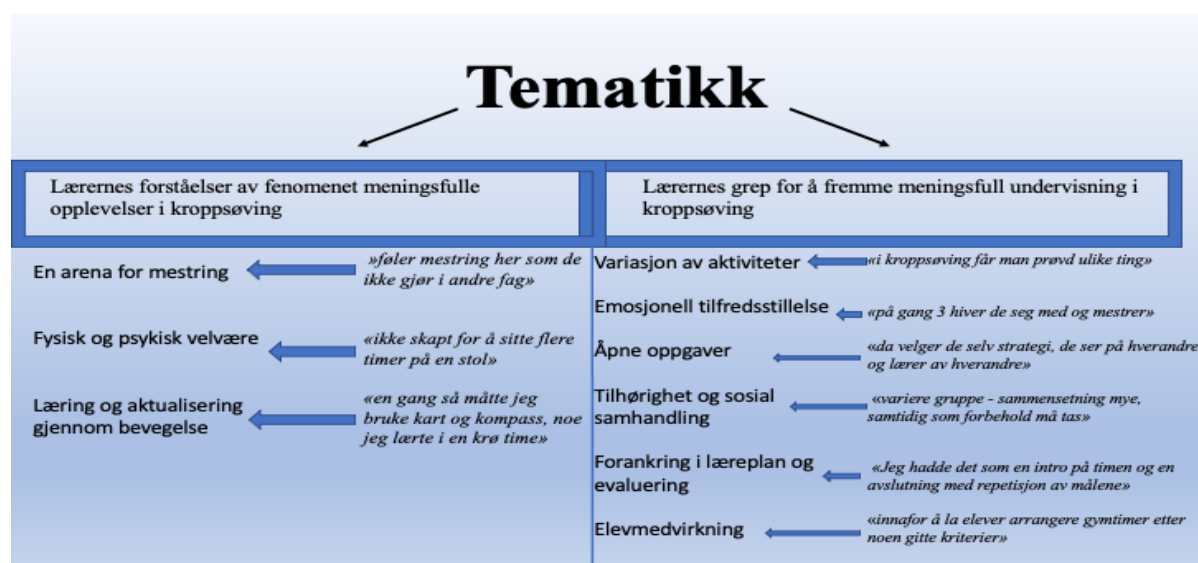 Tematikk
Lærernes forståelser av fenomenet meningsfulle
opplevelser i kroppsøving
En arena for mestring
»føler mestring her som de
ikke gjør i andre fag»
Fysisk og psykisk velvære
«ikke skapt for å sitte flere
timer på en stol»
Læring og aktualisering
gjennom bevegelse
«en gang så måtte jeg
bruke kart og kompass, noe
jeg lærte i en krø time»
Lærernes grep for å fremme meningsfull undervisning i
kroppsøving
Variasjon av aktiviteter
«i kroppsøving får man prøvd ulike ting»
Emosjonell tilfredsstillelse
«på gang 3 hiver de seg med og mestrer»
Åpne oppgaver
«da velger de selv strategi, de ser på hverandre
og lærer av hverandre»
Tilhørighet og sosial
samhandling
«variere gruppe - sammensetning mye,
samtidig som forbehold må tas»
Forankring i læreplan og
evaluering
«Jeg hadde det som en intro på timen og en
avslutning med repetisjon av målene»
Elevmedvirkning
«innafor å la elever arrangere gymtimer etter
noen gitte kriterier»